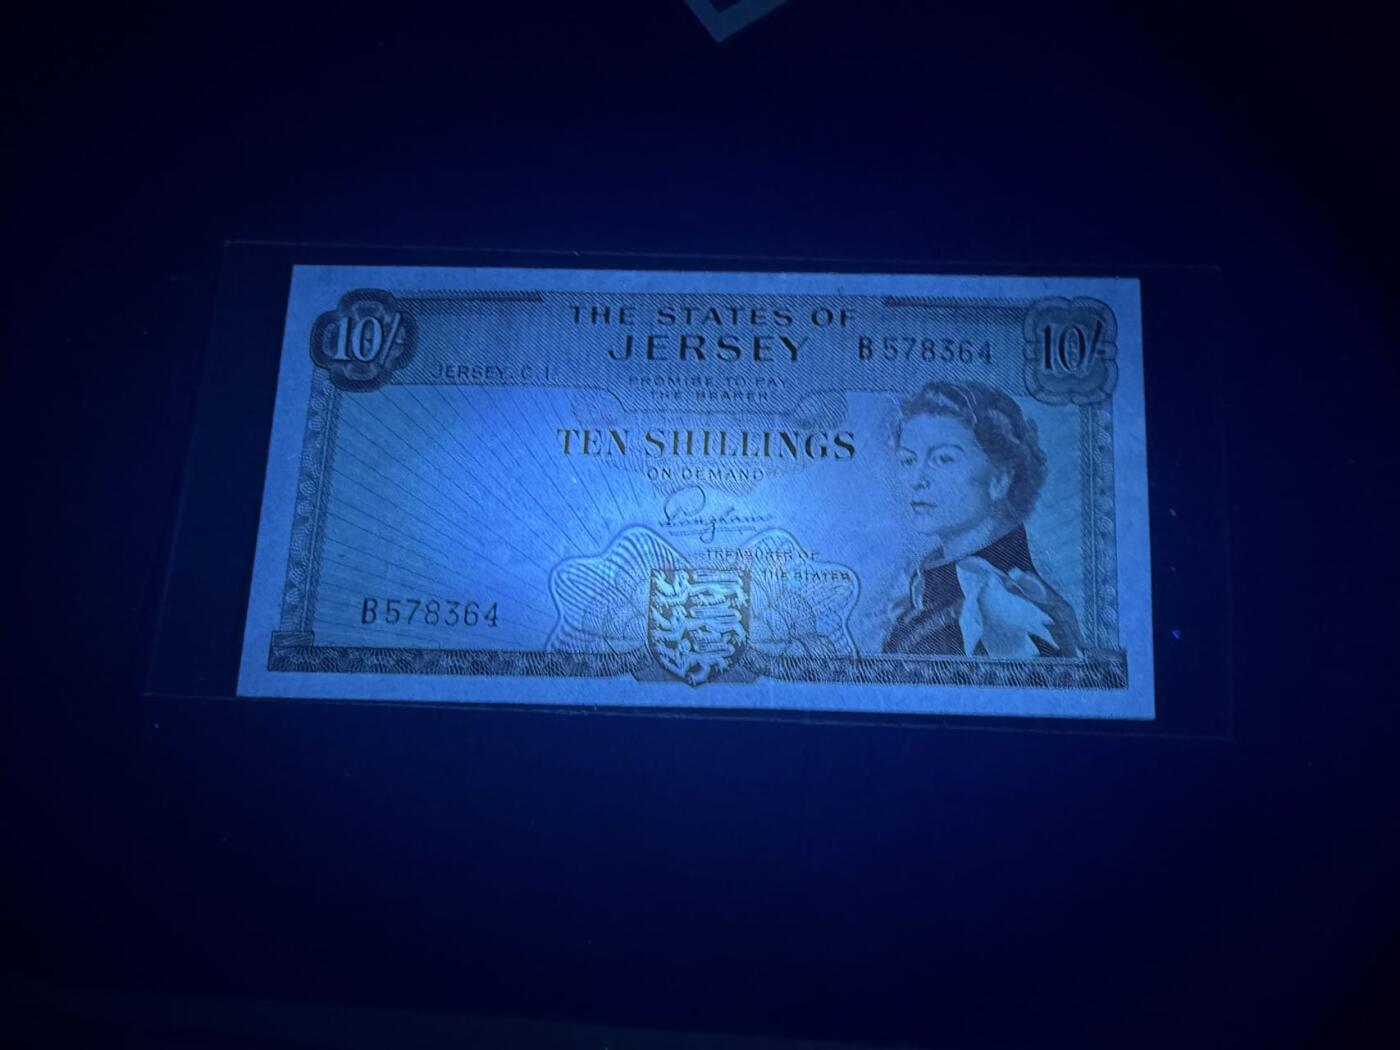 10/-
THE STATES OF
JERSEY
B578364
10/-
JERSEY, C.I.
PROMISE TO PAY
THE BEARER
TEN SHILLINGS
ON DEMAND
TREASURER OF
THE STATES
B578364